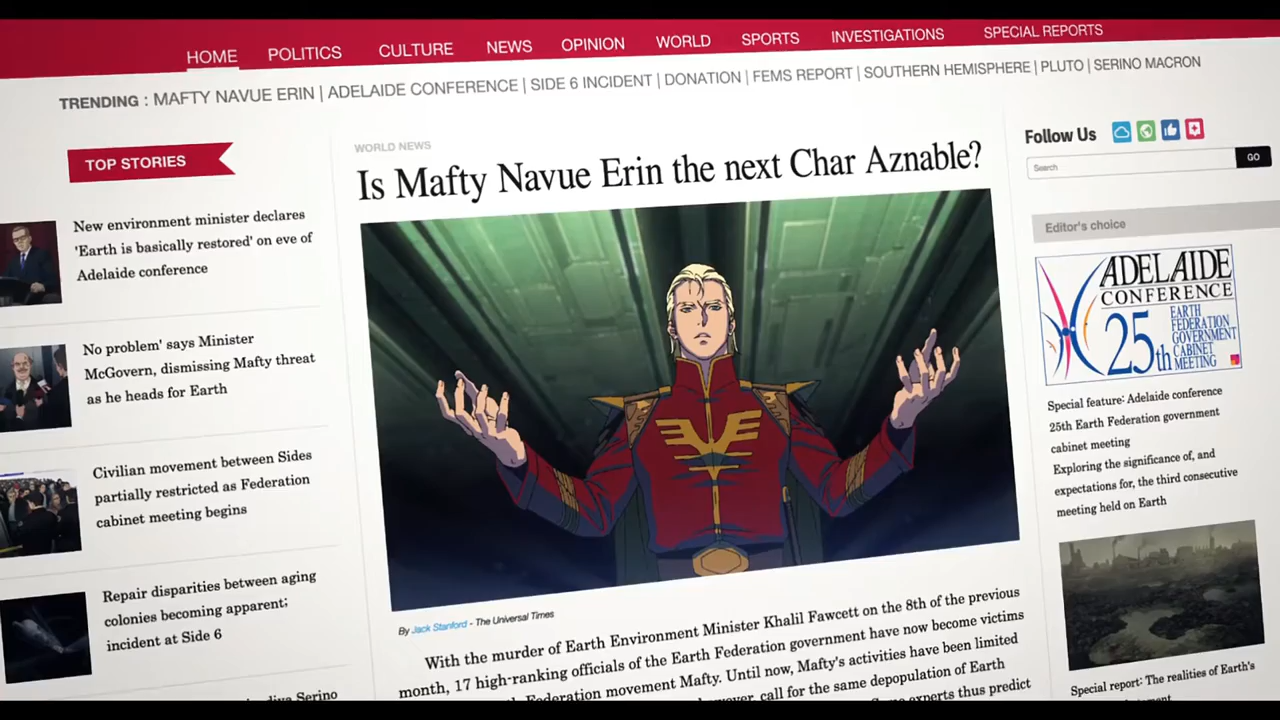 HOME POLITICS CULTURE NEWS OPINION WORLD SPORTS INVESTIGATIONS SPECIAL REPORTS
TRENDING : MAFTY NAVUE ERIN | ADELAIDE CONFERENCE | SIDE 6 INCIDENT | DONATION | FEMS REPORT | SOUTHERN HEMISPHERE | PLUTO | SERINO MACRON
TOP STORIES
New environment minister declares
'Earth is basically restored' on eve of
Adelaide conference
No problem' says Minister
McGovern, dismissing Mafty threat
as he heads for Earth
Civilian movement between Sides
partially restricted as Federation
cabinet meeting begins
Repair disparities between aging
colonies becoming apparent;
incident at Side 6
Serino
WORLD NEWS
Is Mafty Navue Erin the next Char Aznable?
By Jack Stanford - The Universal Times
With the murder of Earth Environment Minister Khalil Fawcett on the 8th of the previous
month, 17 high-ranking officials of the Earth Federation government have now become victims
Federation movement Mafty. Until now, Mafty's activities have been limited
call for the same depopulation of Earth
experts thus predict
Follow Us
Search
GO
Editor's choice
ADELAIDE
CONFERENCE
25th
EARTH
FEDERATION
GOVERNMENT
CABINET
MEETING
Special feature: Adelaide conference
25th Earth Federation government
cabinet meeting
Exploring the significance of, and
expectations for, the third consecutive
meeting held on Earth
Special report: The realities of Earth's